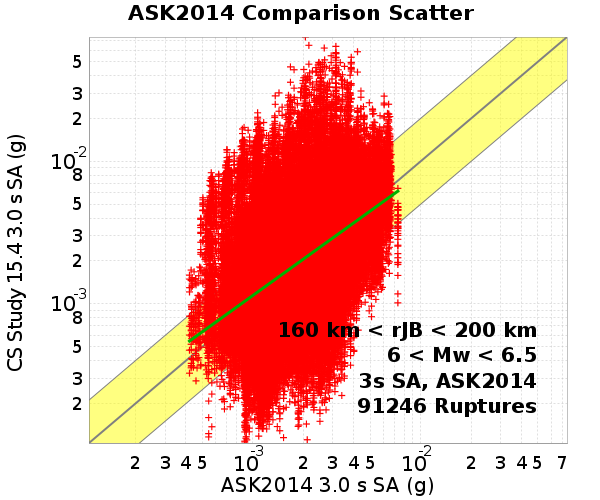 ASK2014 Comparison Scatter
CS Study 15.4 3.0 s SA (g)
5
3
2
10-2
8
5
3
2
10-3
8
5
3
2
160 km < rJB < 200 km
6 < Mw < 6.5
3s SA, ASK2014
91246 Ruptures
2 3 4 5 10-3 2 3 4 5 10-2 2 3 4 5 7
ASK2014 3.0 s SA (g)